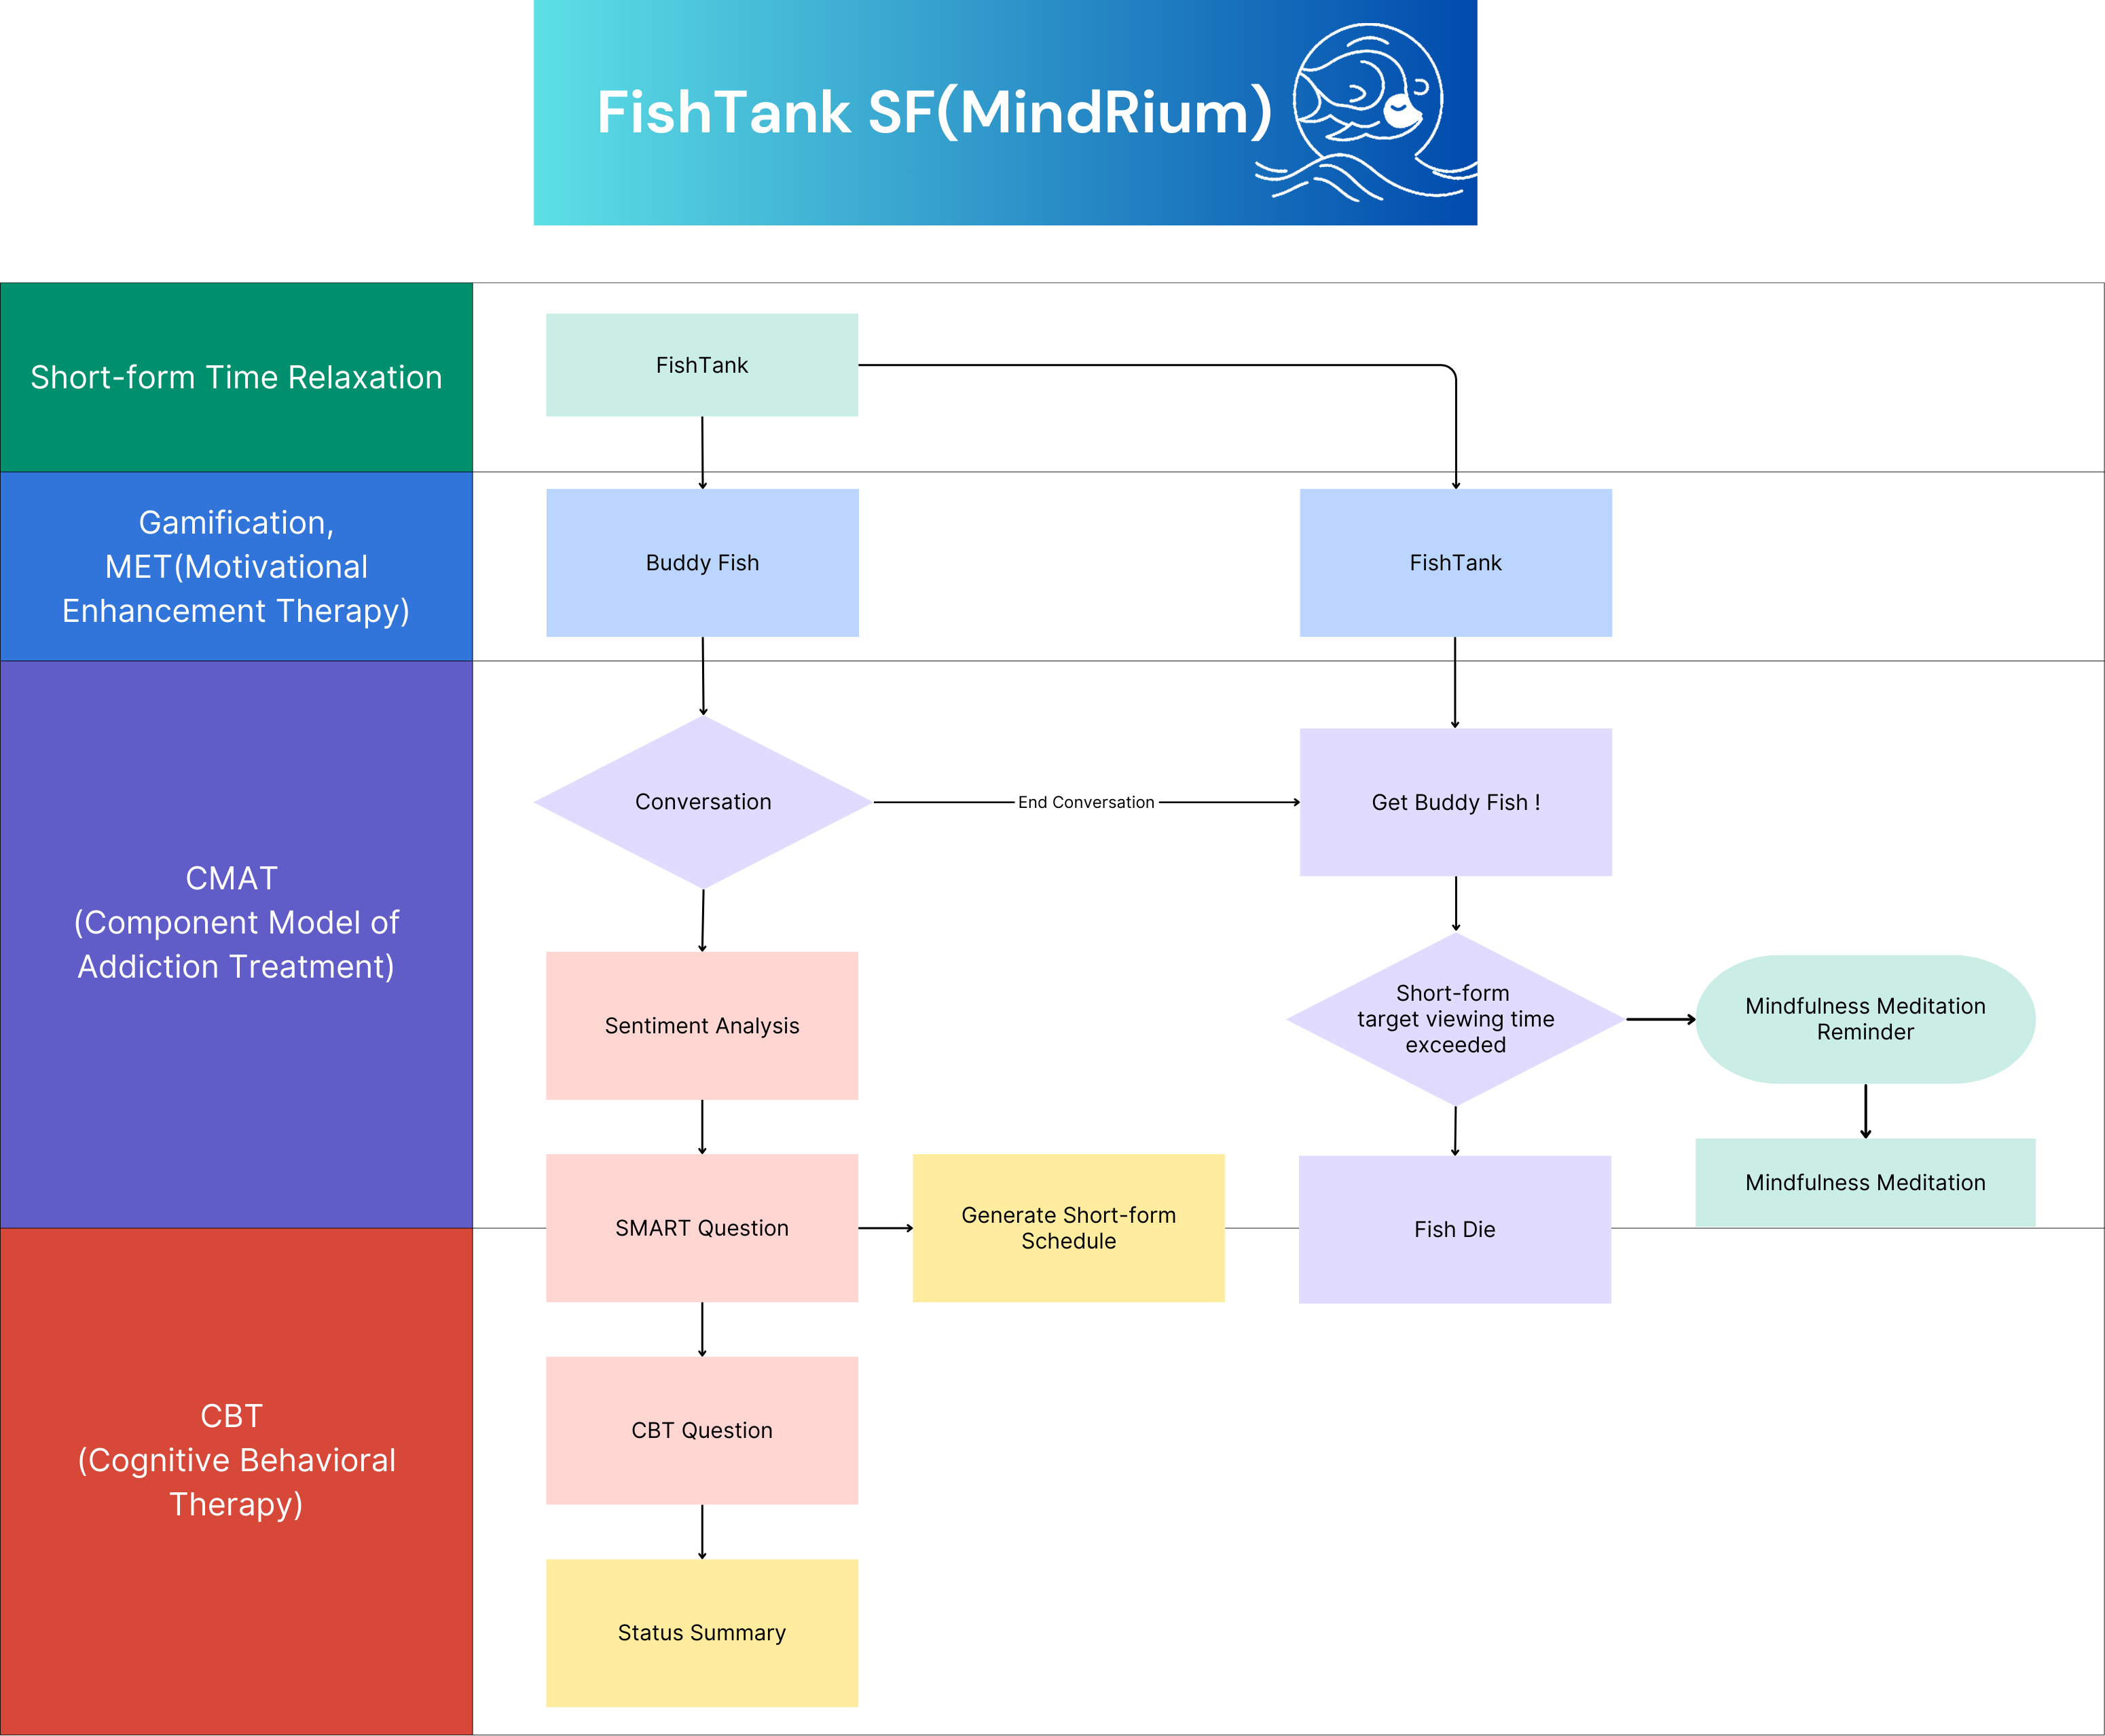 FishTank SF(MindRium)
Short-form Time Relaxation
FishTank
Gamification,
MET(Motivational
Enhancement Therapy)
Buddy Fish
FishTank
CMAT
(Component Model of
Addiction Treatment)
Conversation
End Conversation
Get Buddy Fish !
Sentiment Analysis
Short-form
target viewing time
exceeded
Mindfulness Meditation
Reminder
Mindfulness Meditation
SMART Question
Generate Short-form
Schedule
Fish Die
CBT
(Cognitive Behavioral
Therapy)
CBT Question
Status Summary